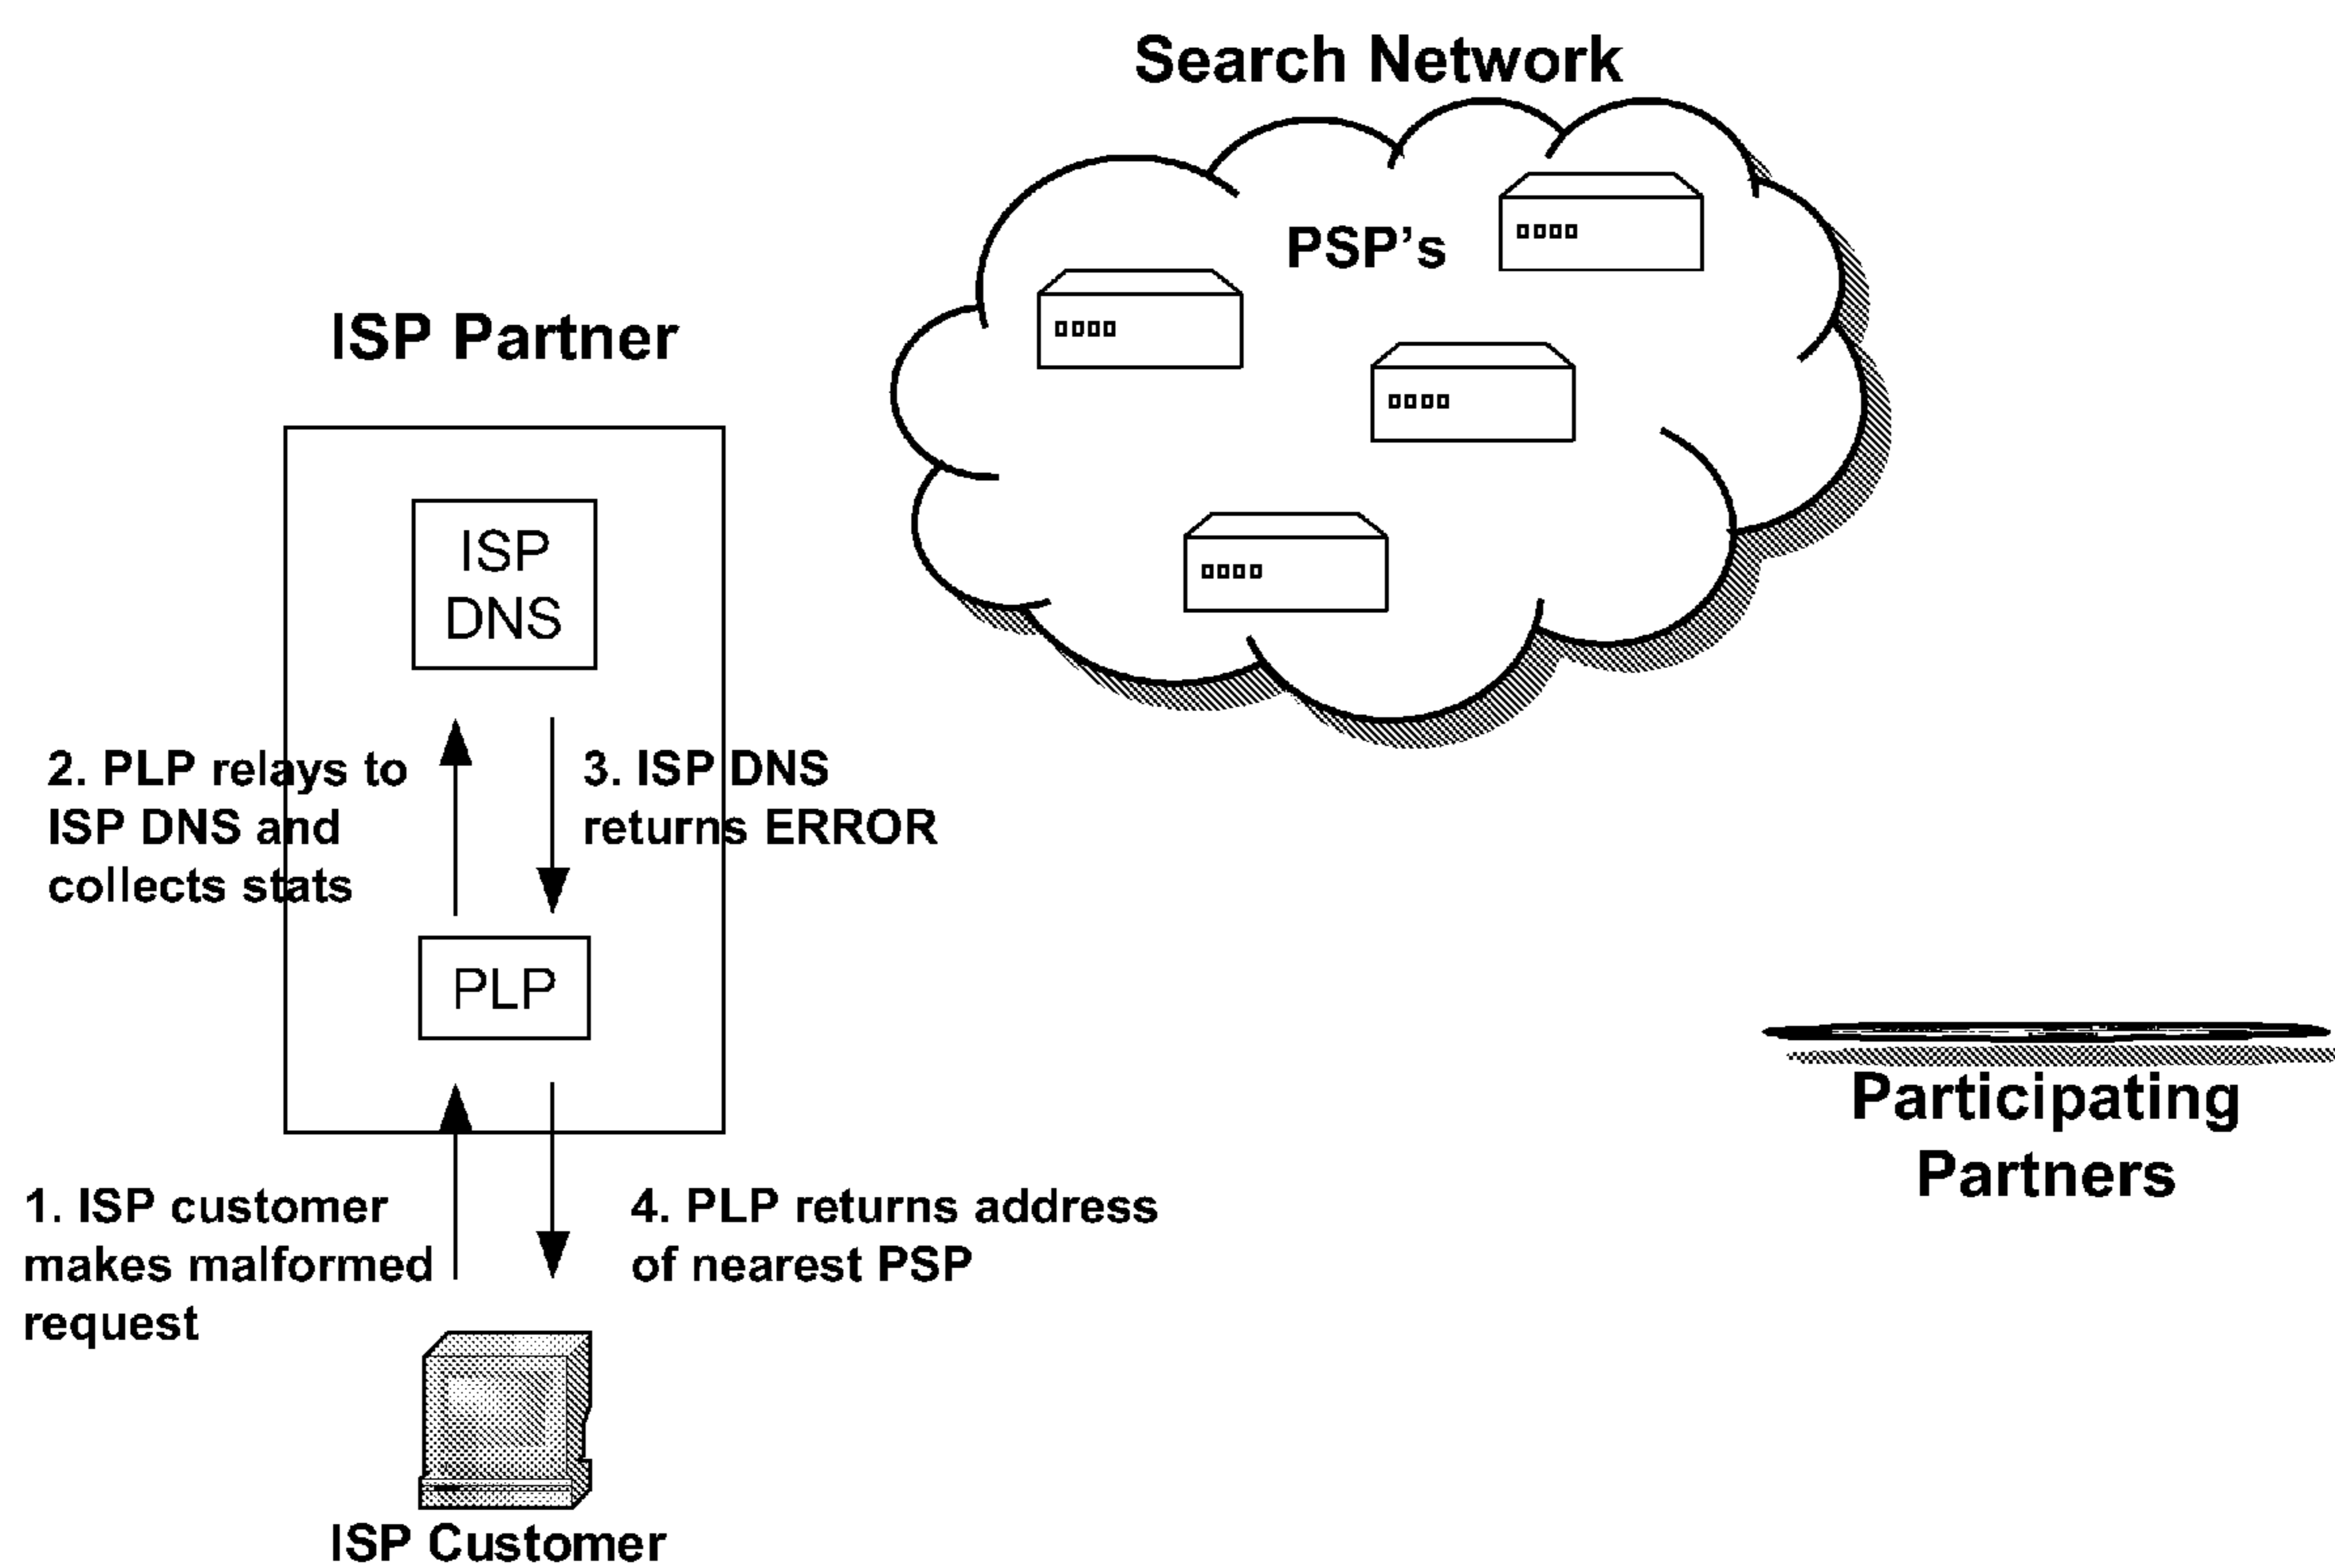 Search Network
PSP's
ISP Partner
ISP
DNS
2. PLP relays to
ISP DNS and
collects stats
3. ISP DNS
returns ERROR
PLP
Participating
Partners
1. ISP customer
makes malformed
request
4. PLP returns address
of nearest PSP
ISP Customer